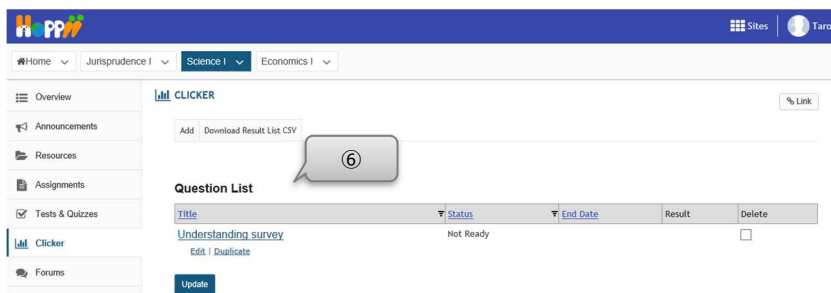 Hoppii
Sites Taro
Home Jurisprudence I Science I Economics I
Overview
CLICKER
Link
Announcements
Add Download Result List CSV
⑥
Resources
Assignments
Question List
Tests & Quizzes
Title Status End Date Result Delete
Clicker
Understanding survey Not Ready
Edit | Duplicate
Forums
Update